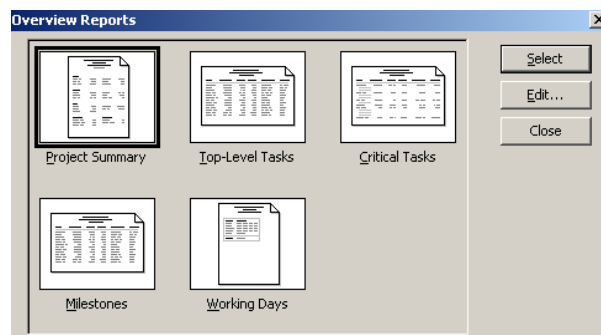 Overview Reports
Select
Edit...
Close
Project Summary
Top-Level Tasks
Critical Tasks
Milestones
Working Days